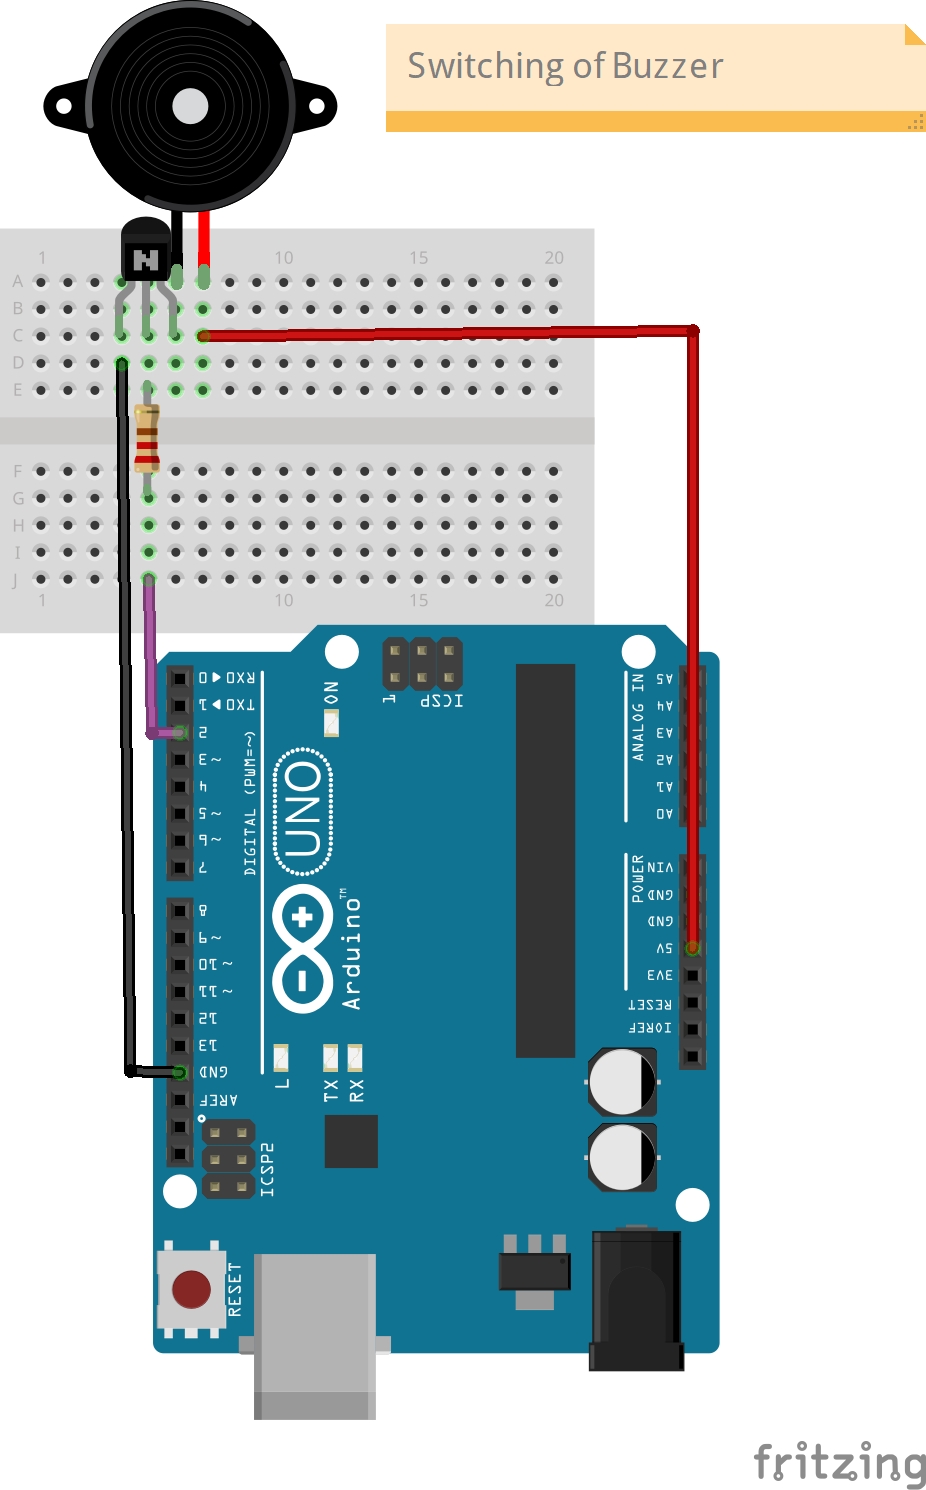 Switching of Buzzer
1 10 15 20
A
B
C
D
E
F
G
H
I
J
1 10 15 20
N
RX0 ◀ 0
TX0 ▶ 1
2
~3
4
~5
~6
7
DIGITAL (PWM=~)
8
~9
~10
~11
12
13
GND
AREF
1 ICSP
ON
UNO
Arduino™
L
TX
RX
ICSP2
RESET
ANALOG IN
A5
A4
A3
A2
A1
A0
POWER
VIN
GND
GND
5V
3V3
RESET
IOREF
fritzing